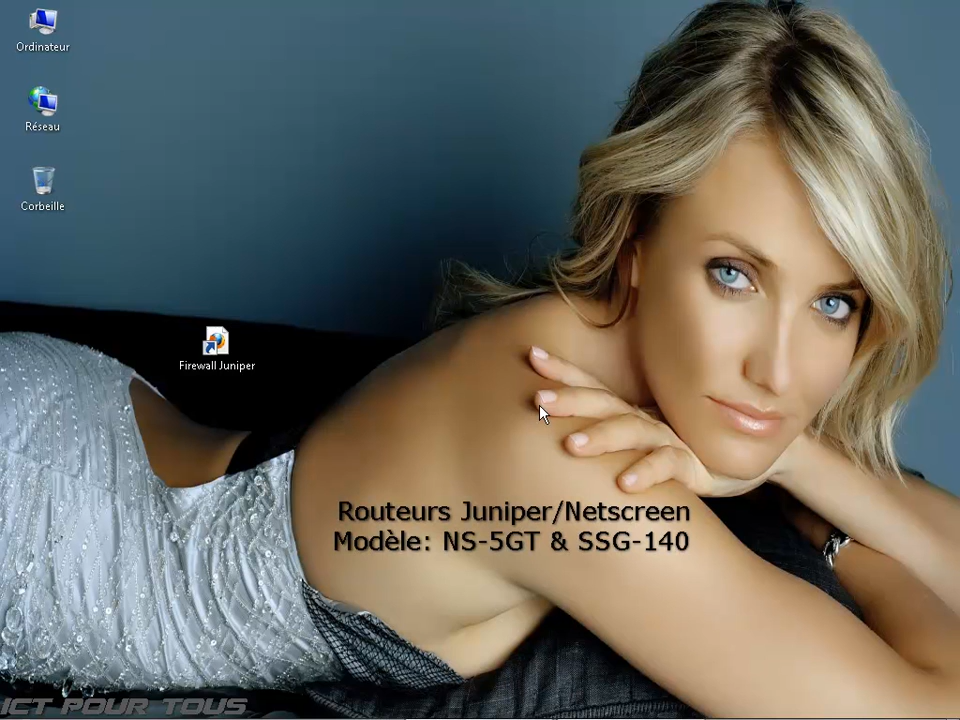 Ordinateur
Réseau
Corbeille
Firewall Juniper
Routeurs Juniper/Netscreen
Modèle: NS-5GT & SSG-140
ICT POUR TOUS